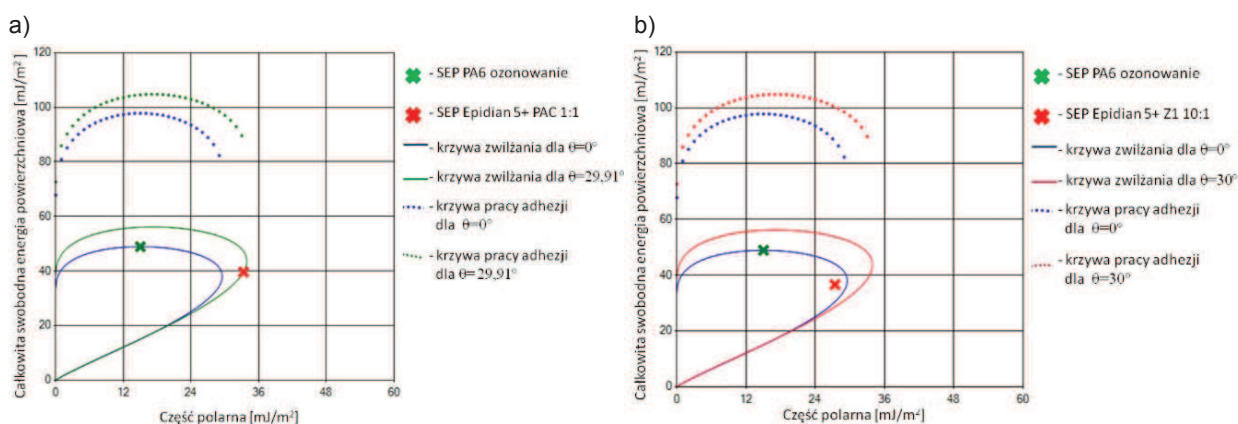 a)
Całkowita swobodna energia powierzchniowa [mJ/m²]
120
100
80
60
40
20
0
0 12 24 36 48 60
Część polarna [mJ/m²]
- SEP PA6 ozonowanie
- SEP Epidian 5+ PAC 1:1
- krzywa zwilżania dla θ=0°
- krzywa zwilżania dla θ=29,91°
- krzywa pracy adhezji
dla θ=0°
- krzywa pracy adhezji
dla θ=29,91°
b)
Całkowita swobodna energia powierzchniowa [mJ/m²]
120
100
80
60
40
20
0
0 12 24 36 48 60
Część polarna [mJ/m²]
- SEP PA6 ozonowanie
- SEP Epidian 5+ Z1 10:1
- krzywa zwilżania dla θ=0°
- krzywa zwilżania dla θ=30°
- krzywa pracy adhezji
dla θ=0°
- krzywa pracy adhezji
dla θ=30°